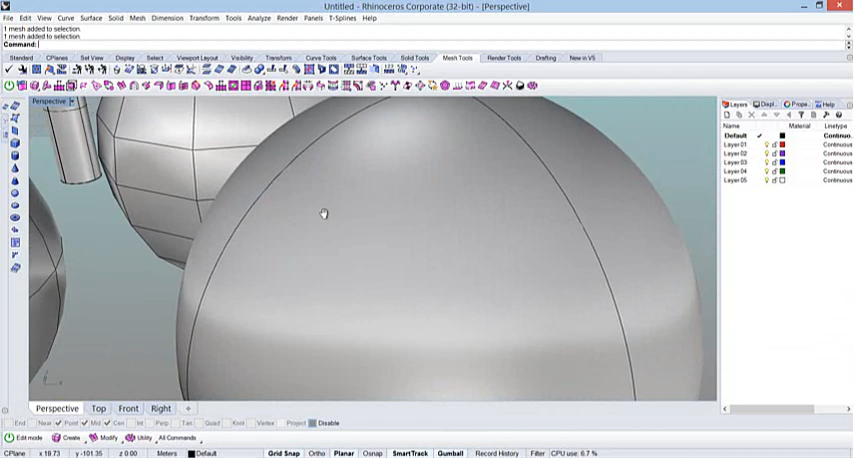 Untitled - Rhinoceros Corporate (32-bit) - [Perspective]
File Edit View Curve Surface Solid Mesh Dimension Transform Tools Analyze Render Panels T-Splines Help
1 mesh added to selection.
1 mesh added to selection.
Command:
Standard CPlanes Set View Display Select Viewport Layout Visibility Transform Curve Tools Surface Tools Solid Tools Mesh Tools Render Tools Drafting New in V5
Perspective
Layers Displ... Prope... Help
Name Material Linetype
Default Continuo
Layer 01 Continuous
Layer 02 Continuous
Layer 03 Continuous
Layer 04 Continuous
Layer 05 Continuous
Perspective Top Front Right
End Near Point Mid Cen Int Perp Tan Quad Knot Vertex Project Disable
Edit mode Create Modify Utility All Commands
CPlane x 19.73 y -101.35 z 0.00 Meters Default Grid Snap Ortho Planar Osnap SmartTrack Gumball Record History Filter CPU use: 6.7 %